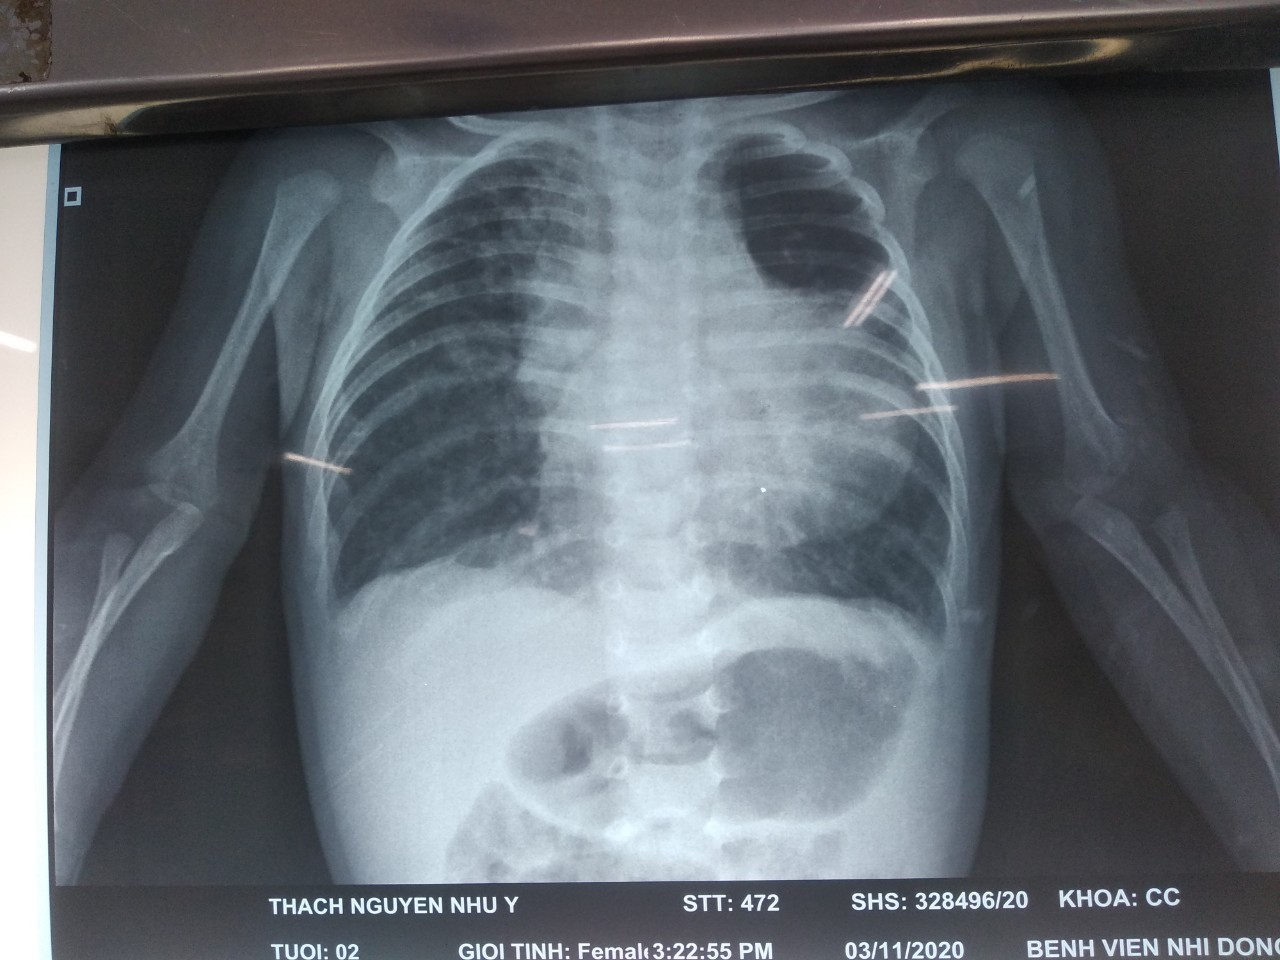 THACH NGUYEN NHU Y STT: 472 SHS: 328496/20 KHOA: CC
TUOI: 02 GIOI TINH: Female 3:22:55 PM 03/11/2020 BENH VIEN NHI DONG